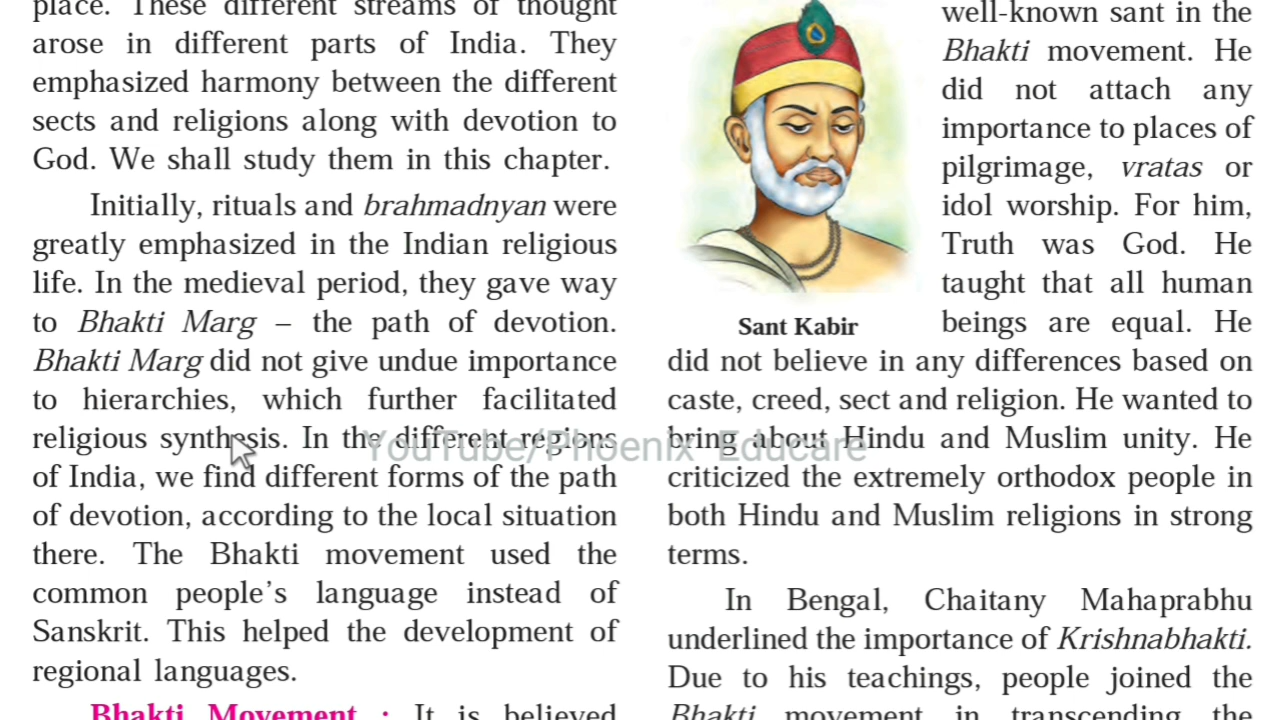 place. These different streams of thought
arose in different parts of India. They
emphasized harmony between the different
sects and religions along with devotion to
God. We shall study them in this chapter.
Initially, rituals and brahmadnyan were
greatly emphasized in the Indian religious
life. In the medieval period, they gave way
to Bhakti Marg – the path of devotion.
Bhakti Marg did not give undue importance
to hierarchies, which further facilitated
religious synthesis. In the different regions
of India, we find different forms of the path
of devotion, according to the local situation
there. The Bhakti movement used the
common people’s language instead of
Sanskrit. This helped the development of
regional languages.
Bhakti Movement : It is believed
Sant Kabir
well-known sant in the
Bhakti movement. He
did not attach any
importance to places of
pilgrimage, vratas or
idol worship. For him,
Truth was God. He
taught that all human
beings are equal. He
did not believe in any differences based on
caste, creed, sect and religion. He wanted to
bring about Hindu and Muslim unity. He
criticized the extremely orthodox people in
both Hindu and Muslim religions in strong
terms.
In Bengal, Chaitany Mahaprabhu
underlined the importance of Krishnabhakti.
Due to his teachings, people joined the
Bhakti movement in transcending the
YouTube/Phoenix Educare